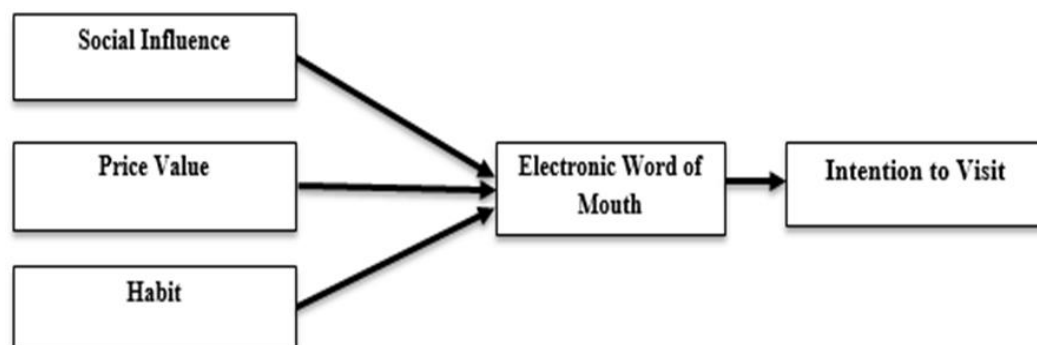 Social Influence
Price Value
Habit
Electronic Word of
Mouth
Intention to Visit